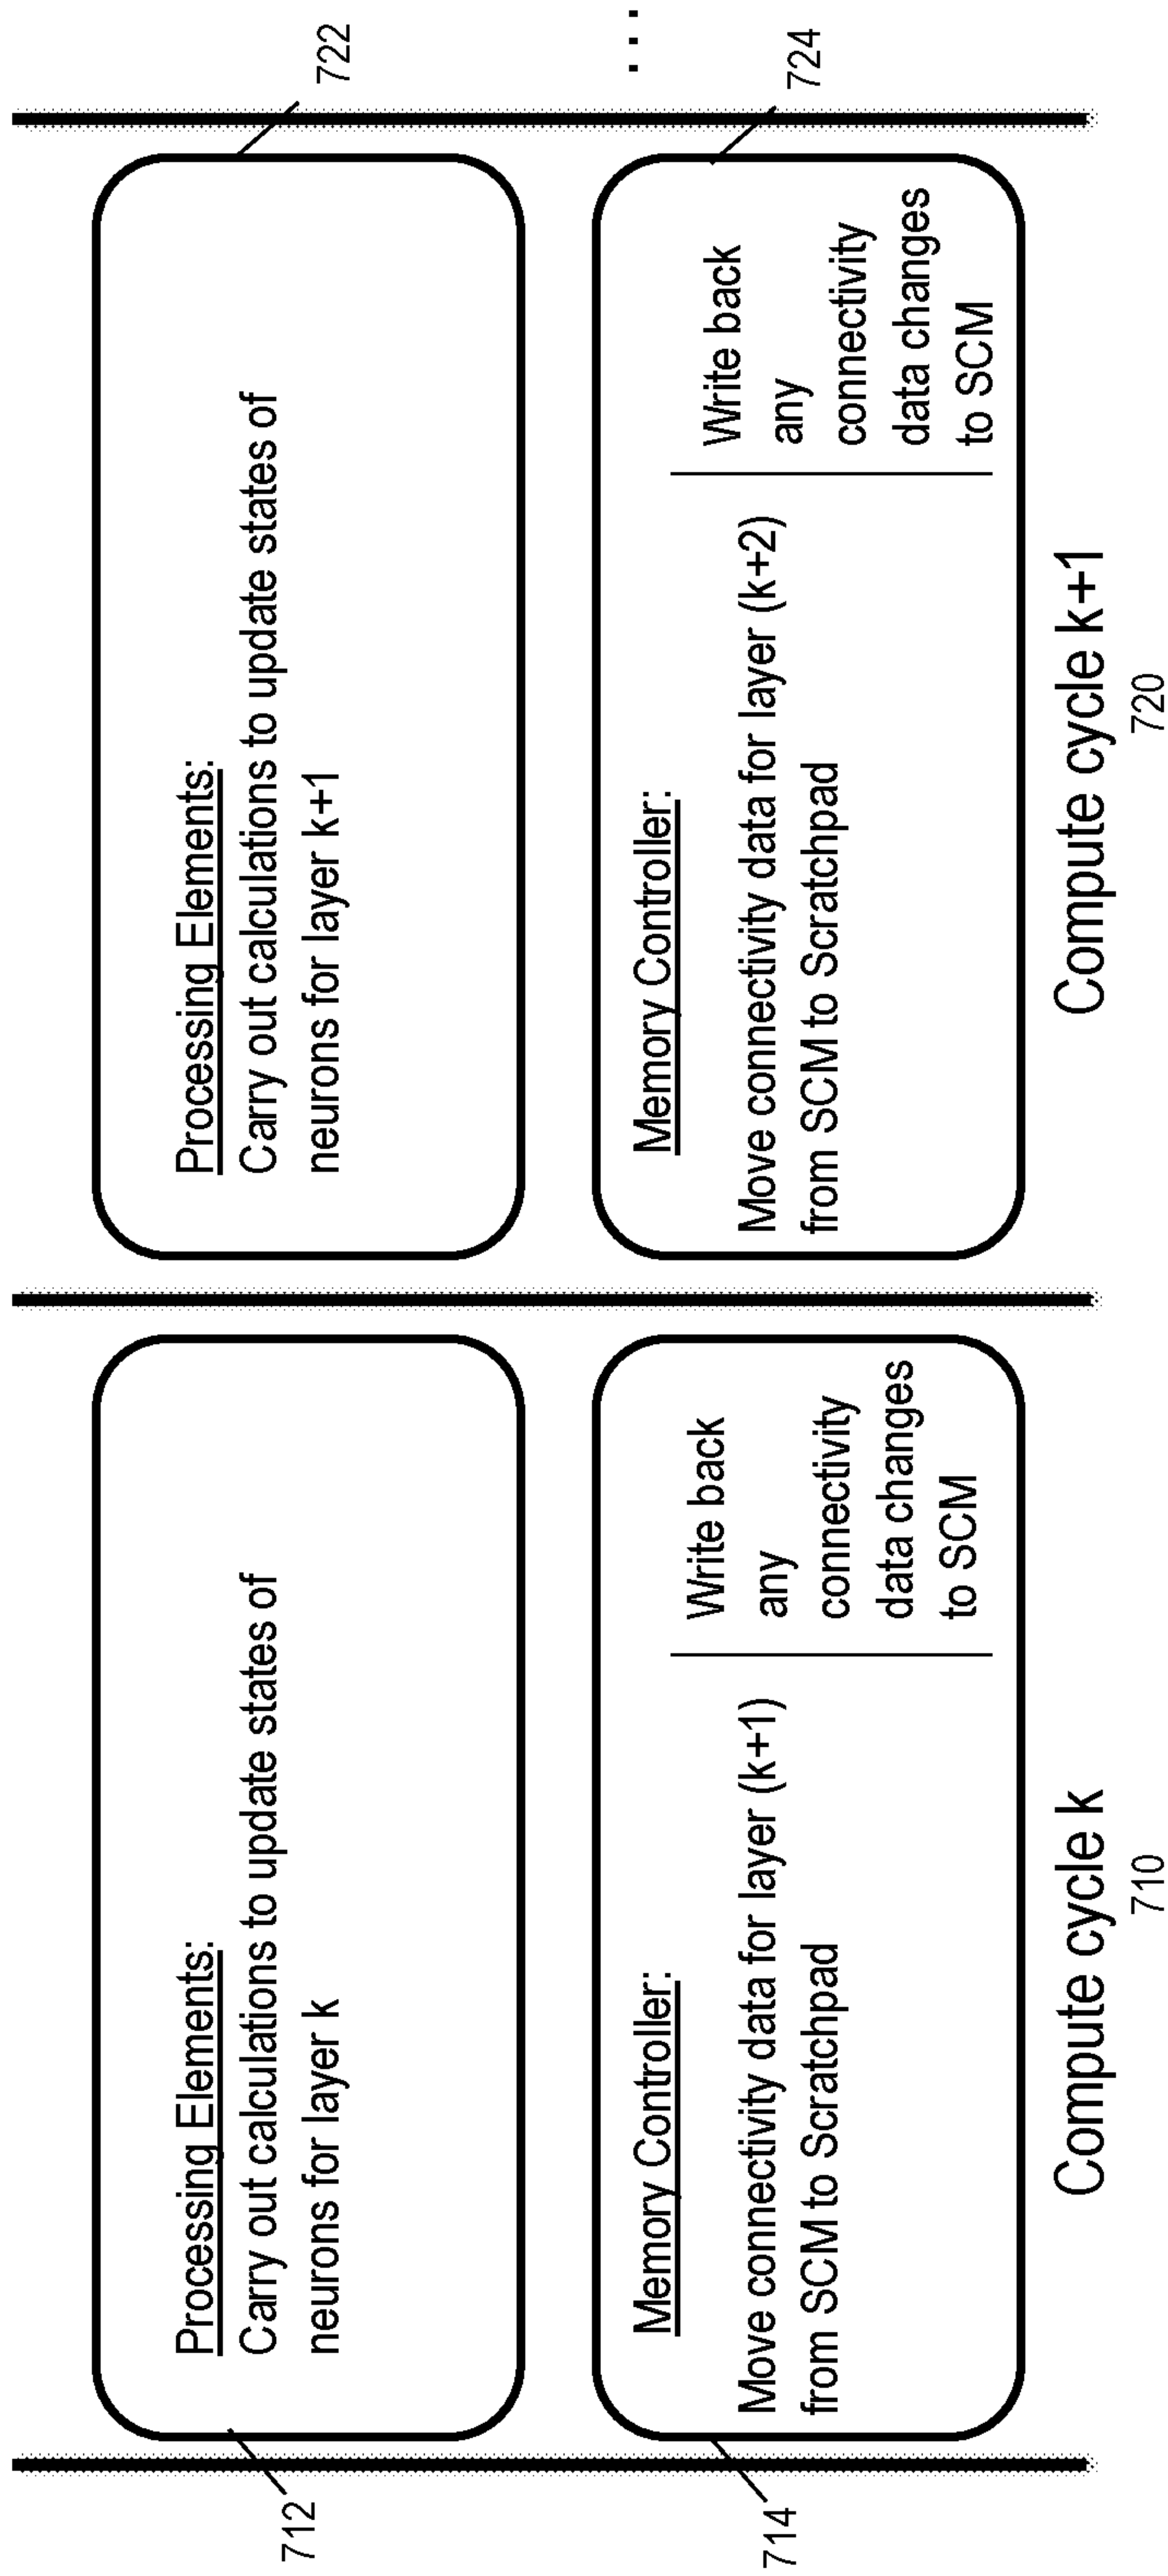 712
Processing Elements:
Carry out calculations to update states of
neurons for layer k
714
Memory Controller:
Move connectivity data for layer (k+1)
from SCM to Scratchpad
Write back
any
connectivity
data changes
to SCM
Compute cycle k
710
722
Processing Elements:
Carry out calculations to update states of
neurons for layer k+1
724
Memory Controller:
Move connectivity data for layer (k+2)
from SCM to Scratchpad
Write back
any
connectivity
data changes
to SCM
Compute cycle k+1
720
...